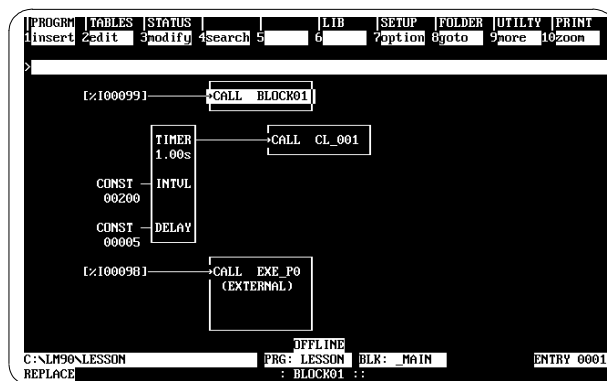 |PROGRM |TABLES |STATUS | | |LIB |SETUP |FOLDER |UTILTY |PRINT
1insert 2edit 3modify 4search 5 6 7option 8goto 9more 10zoom
>
[%I00099] CALL BLOCK01
TIMER CALL CL_001
1.00s
CONST INTVL
00200
CONST DELAY
00005
[%I00098] CALL EXE_P0
(EXTERNAL)
OFFLINE
C:\LM90\LESSON PRG: LESSON BLK: _MAIN ENTRY 0001
REPLACE : BLOCK01 ::